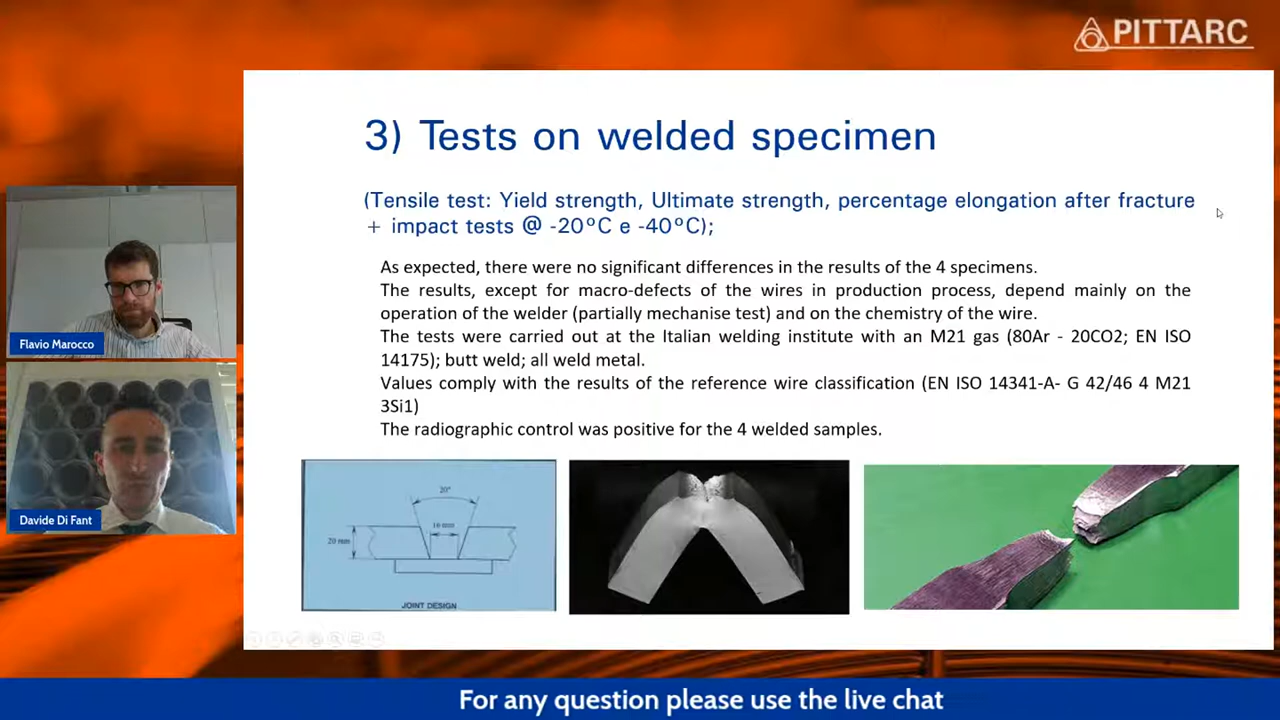 PITTARC
3) Tests on welded specimen
(Tensile test: Yield strength, Ultimate strength, percentage elongation after fracture
+ impact tests @ -20°C e -40°C);
As expected, there were no significant differences in the results of the 4 specimens.
The results, except for macro-defects of the wires in production process, depend mainly on the
operation of the welder (partially mechanise test) and on the chemistry of the wire.
The tests were carried out at the Italian welding institute with an M21 gas (80Ar - 20CO2; EN ISO
14175); butt weld; all weld metal.
Values comply with the results of the reference wire classification (EN ISO 14341-A- G 42/46 4 M21
3Si1)
The radiographic control was positive for the 4 welded samples.
Flavio Marocco
Davide Di Fant
20°
16 mm
20 mm
JOINT DESIGN
For any question please use the live chat